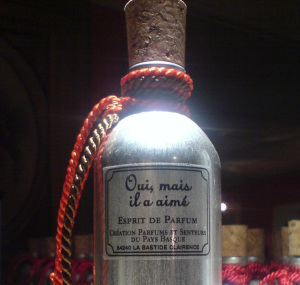 Oui, mais
il a aimé
ESPRIT DE PARFUM
CRÉATION PARFUMS ET SENTEURS
DU PAYS BASQUE
64240 LA BASTIDE CLAIRENCE